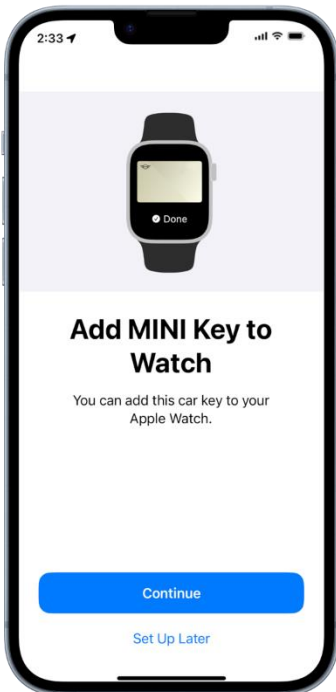 2:33
Done
Add MINI Key to
Watch
You can add this car key to your
Apple Watch.
Continue
Set Up Later